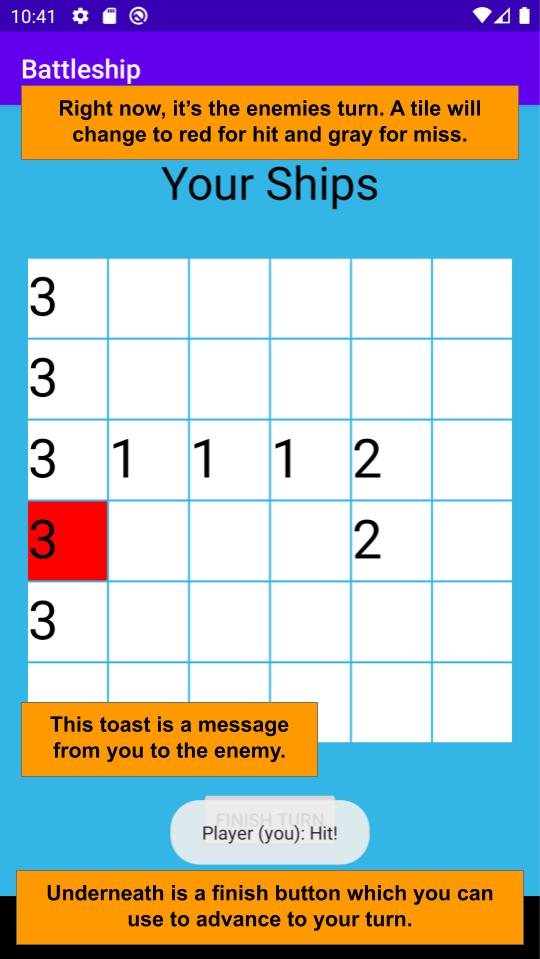 10:41
Battleship
Right now, it’s the enemies turn. A tile will
change to red for hit and gray for miss.
Your Ships
3
3
3 1 1 1 2
3 2
3
This toast is a message
from you to the enemy.
FINISH TURN
Player (you): Hit!
Underneath is a finish button which you can
use to advance to your turn.